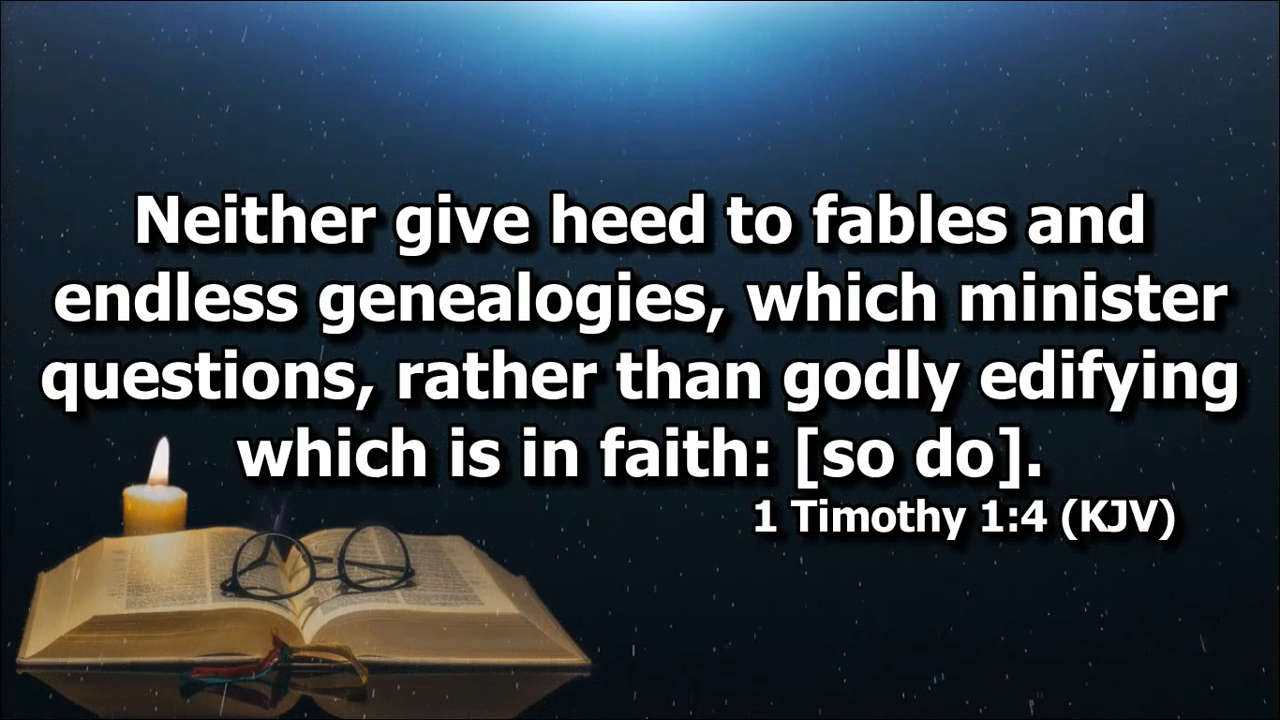 Neither give heed to fables and
endless genealogies, which minister
questions, rather than godly edifying
which is in faith: [so do].
1 Timothy 1:4 (KJV)